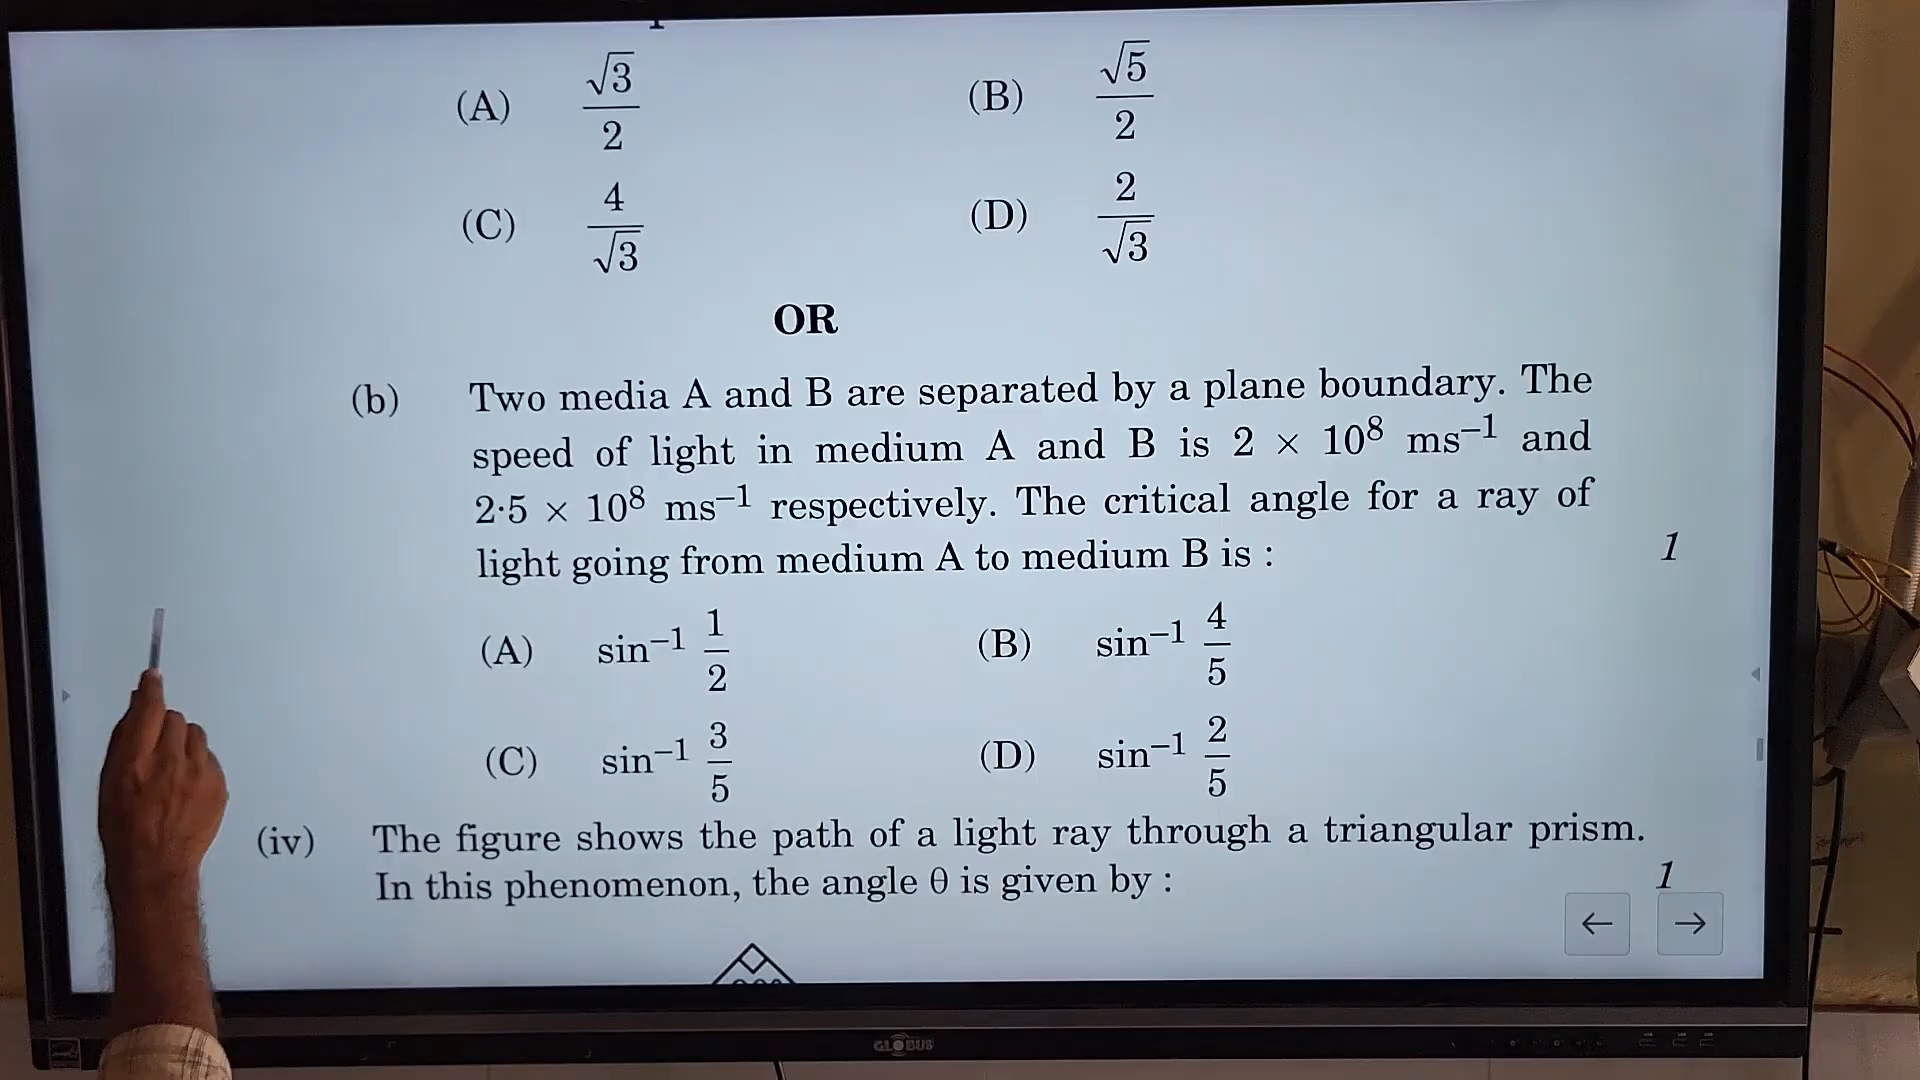 (A) √3/2 (B) √5/2
(C) 4/√3 (D) 2/√3
OR
(b) Two media A and B are separated by a plane boundary. The
speed of light in medium A and B is 2 × 10⁸ ms⁻¹ and
2·5 × 10⁸ ms⁻¹ respectively. The critical angle for a ray of
light going from medium A to medium B is : 1
(A) sin⁻¹ 1/2 (B) sin⁻¹ 4/5
(C) sin⁻¹ 3/5 (D) sin⁻¹ 2/5
(iv) The figure shows the path of a light ray through a triangular prism.
In this phenomenon, the angle θ is given by : 1
← →
GLOBUS